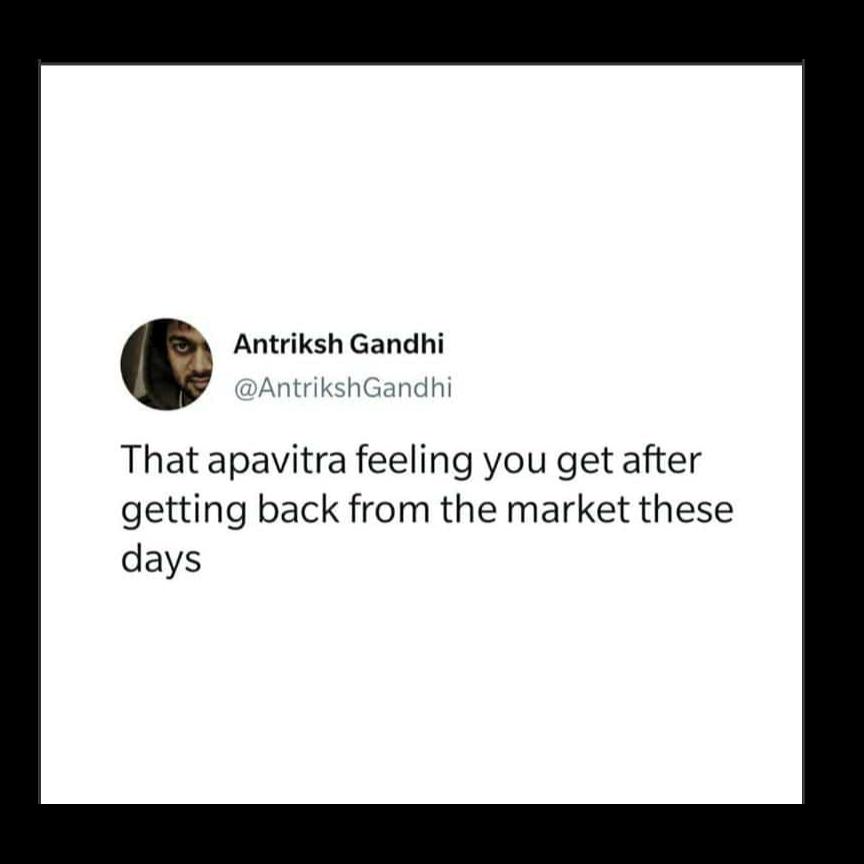 Antriksh Gandhi
@AntrikshGandhi
That apavitra feeling you get after
getting back from the market these
days